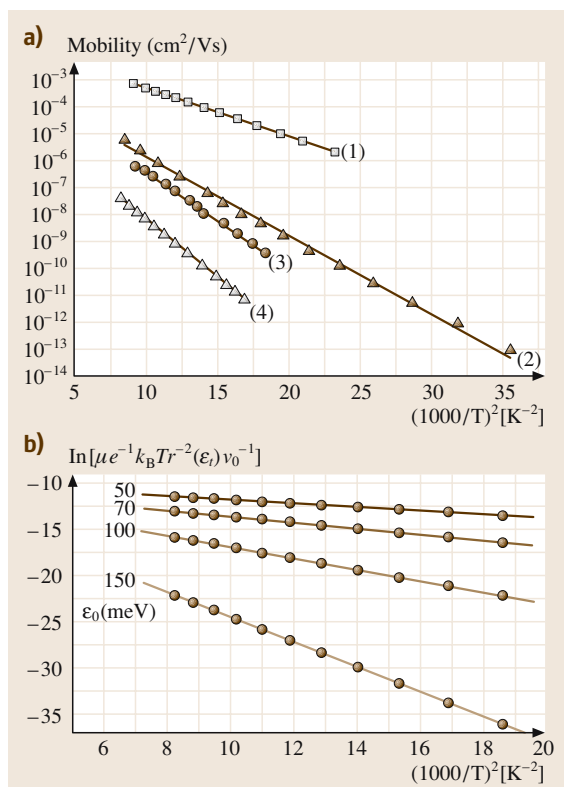 a)
Mobility (cm²/Vs)
10⁻³
10⁻⁴
10⁻⁵
10⁻⁶
10⁻⁷
10⁻⁸
10⁻⁹
10⁻¹⁰
10⁻¹¹
10⁻¹²
10⁻¹³
10⁻¹⁴
(1)
(3)
(4)
(2)
5 10 15 20 25 30 35
(1000/T)² [K⁻²]
b)
In [μe⁻¹kBTr⁻²(εt)ν0⁻¹]
−10
−15
−20
−25
−30
−35
50
70
100
150
ε0(meV)
6 8 10 12 14 16 18 20
(1000/T)² [K⁻²]